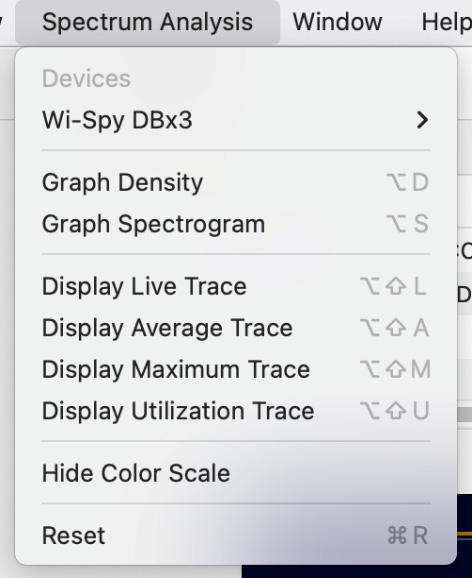 Spectrum Analysis Window Help
Devices
Wi-Spy DBx3 >
Graph Density ⌥ D
Graph Spectrogram ⌥ S
Display Live Trace ⌥⇧ L
Display Average Trace ⌥⇧ A
Display Maximum Trace ⌥⇧ M
Display Utilization Trace ⌥⇧ U
Hide Color Scale
Reset ⌘ R